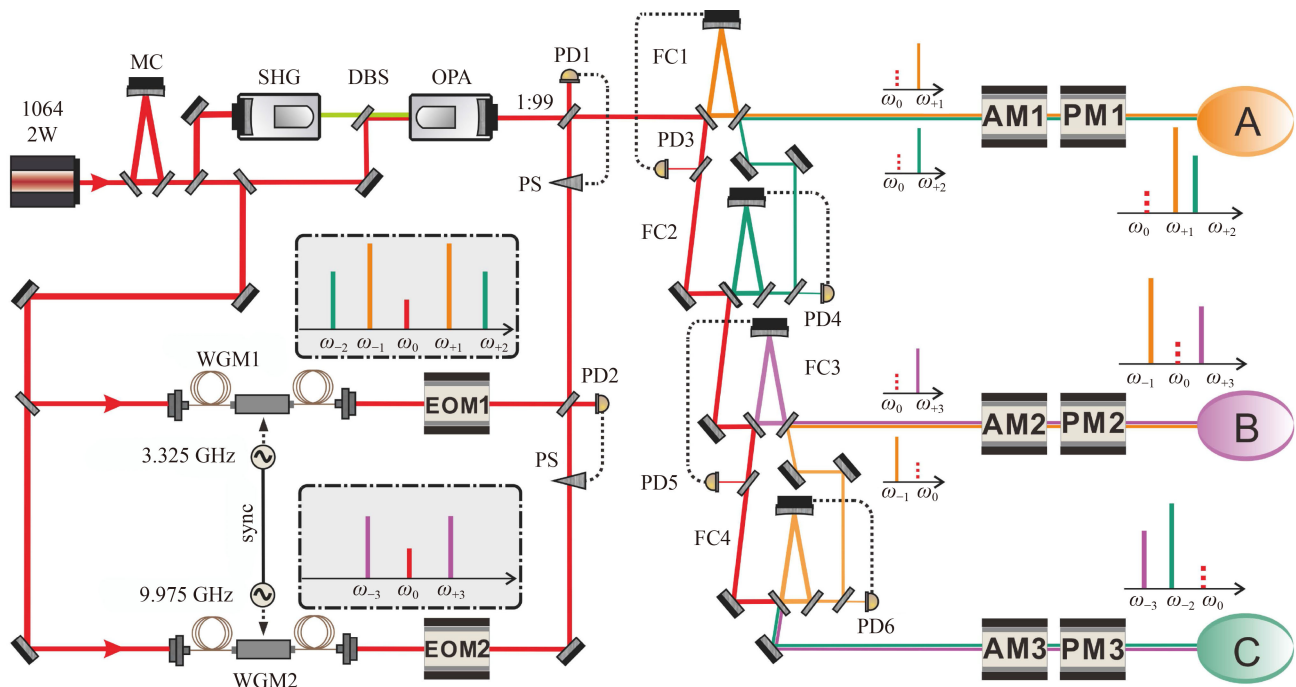 1064
2W
MC
SHG
DBS
OPA
1:99
PD1
PS
FC1
PD3
ω0 ω+1
ω0 ω+2
AM1
PM1
A
ω0 ω+1 ω+2
FC2
PD4
ω−2 ω−1 ω0 ω+1 ω+2
WGM1
EOM1
PD2
PS
3.325 GHz
sync
9.975 GHz
ω−3 ω0 ω+3
WGM2
EOM2
FC3
PD5
FC4
PD6
ω0 ω+3
ω−1 ω0
AM2
PM2
B
ω−1 ω0 ω+3
AM3
PM3
C
ω−3 ω−2 ω0